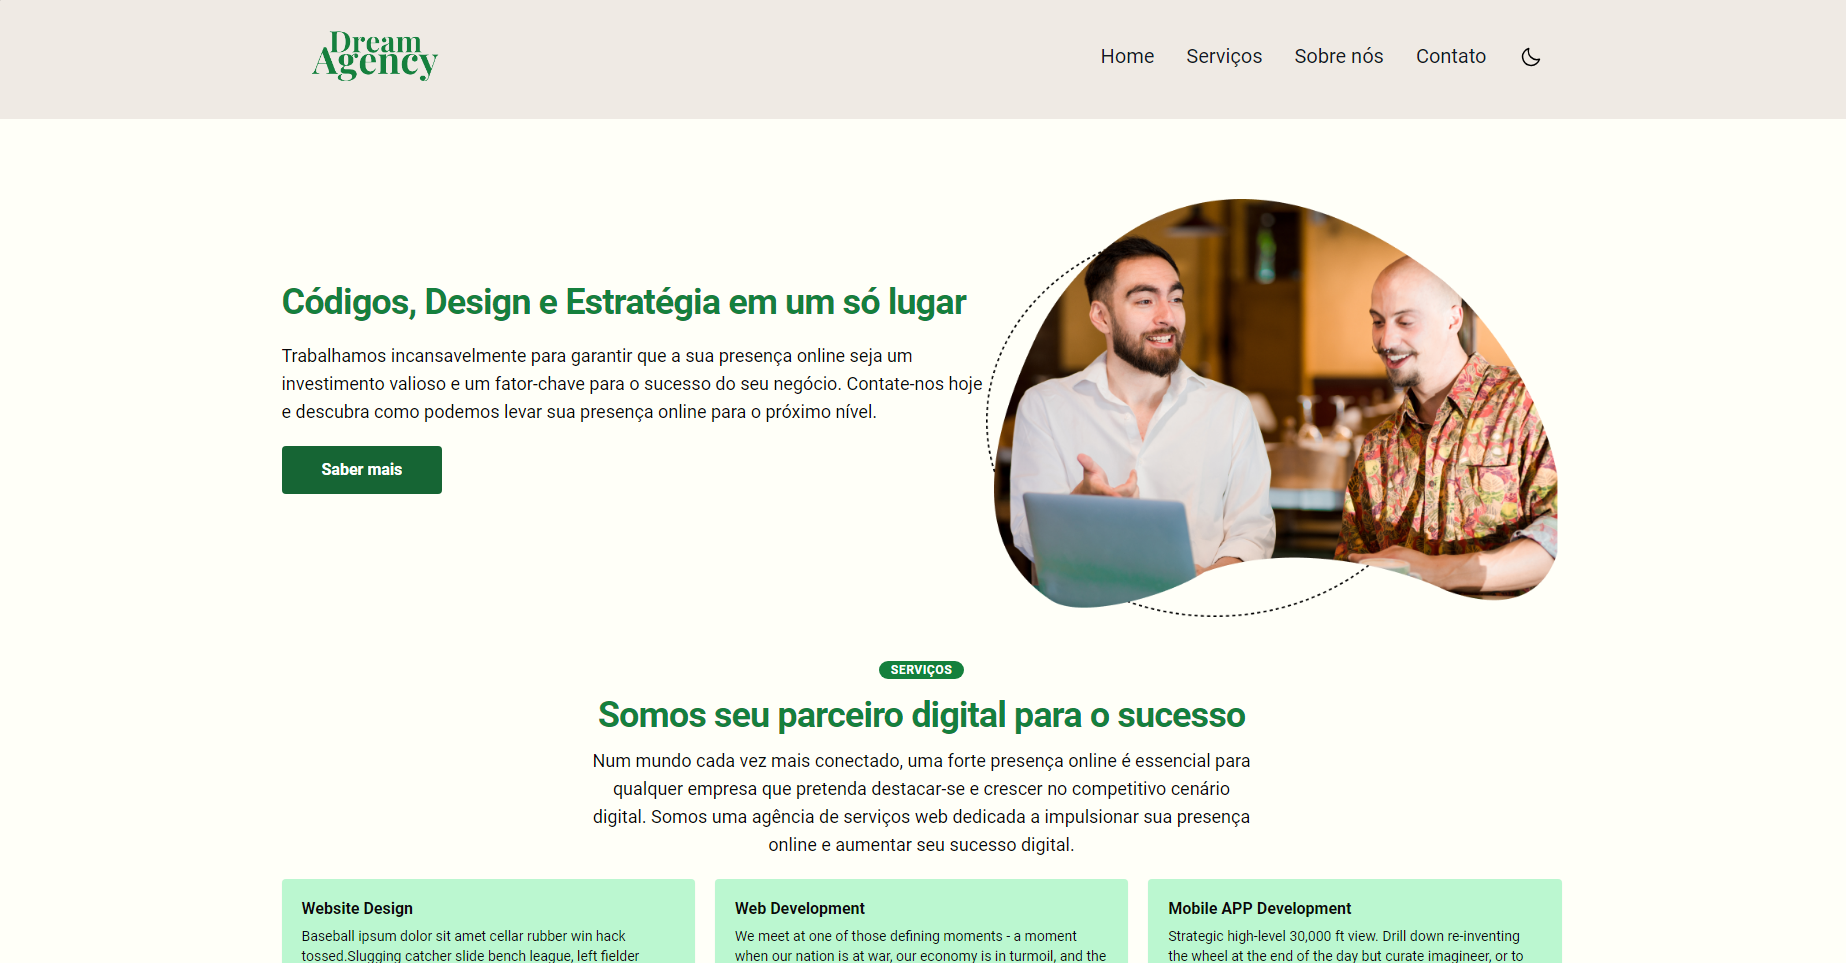 Dream
Agency
Home Serviços Sobre nós Contato
Códigos, Design e Estratégia em um só lugar
Trabalhamos incansavelmente para garantir que a sua presença online seja um
investimento valioso e um fator-chave para o sucesso do seu negócio. Contate-nos hoje
e descubra como podemos levar sua presença online para o próximo nível.
Saber mais
SERVIÇOS
Somos seu parceiro digital para o sucesso
Num mundo cada vez mais conectado, uma forte presença online é essencial para
qualquer empresa que pretenda destacar-se e crescer no competitivo cenário
digital. Somos uma agência de serviços web dedicada a impulsionar sua presença
online e aumentar seu sucesso digital.
Website Design
Baseball ipsum dolor sit amet cellar rubber win hack
tossed.Slugging catcher slide bench league, left fielder
Web Development
We meet at one of those defining moments - a moment
when our nation is at war, our economy is in turmoil, and the
Mobile APP Development
Strategic high-level 30,000 ft view. Drill down re-inventing
the wheel at the end of the day but curate imagineer, or to